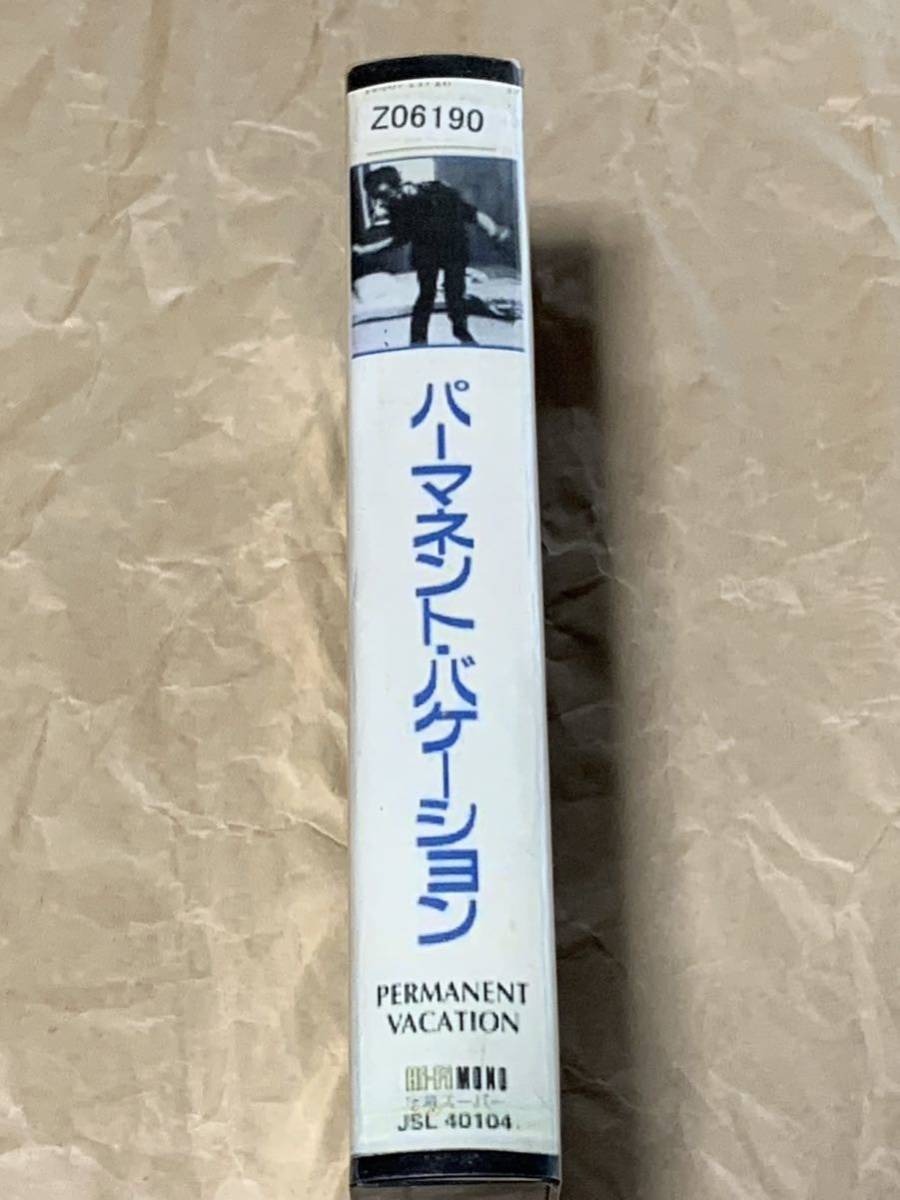 Z06190
パーマネント・バケーション
PERMANENT
VACATION
Hi-Fi MONO
字幕スーパー
JSL 40104